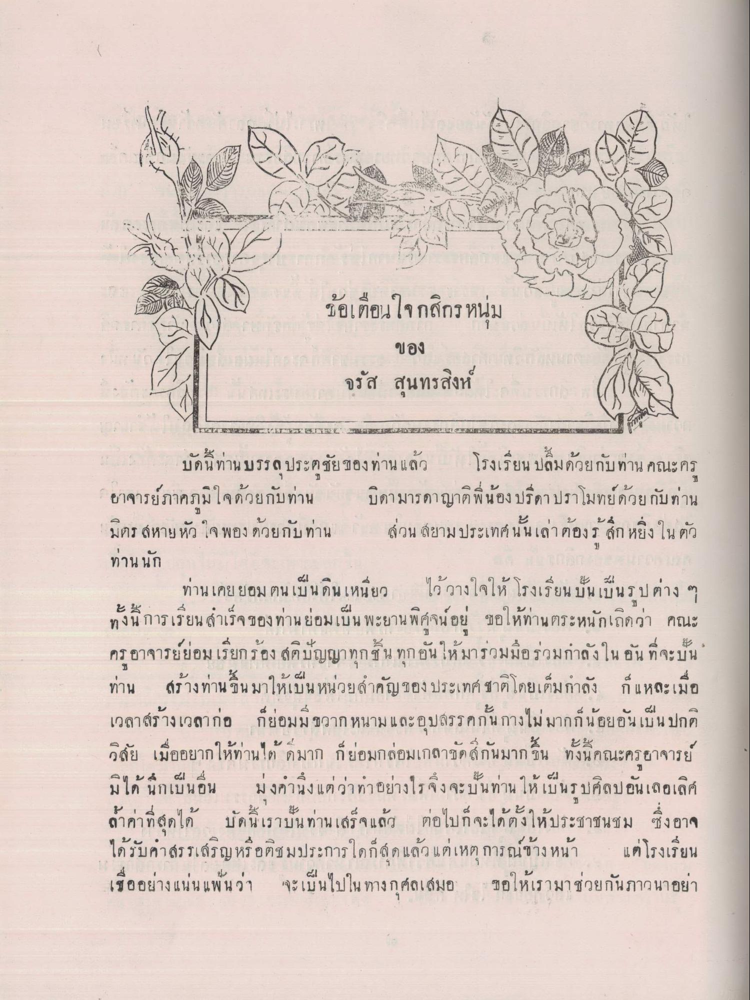 ข้อเตือนใจกสิกรหนุ่ม
ของ
จรัส สุนทรสิงห์
บัดนี้ท่านบรรลุประตูชัยของท่านแล้ว โรงเรียนปลื้มด้วยกับท่านคณะครู
อาจารย์ภาคภูมิใจด้วยกับท่าน บิดามารดาญาติพี่น้องปรีดาปราโมทย์ด้วยกับท่าน
มิตรสหายหัวใจพองด้วยกับท่าน ส่วนสยามประเทศนั้นเล่าต้องรู้สึกหยิ่งในตัว
ท่านนัก
ท่านเคยยอมตนเป็นดินเหนียว ไว้วางใจให้โรงเรียนปั้นเป็นรูปต่าง ๆ
ทั้งนี้การเรียนสำเร็จของท่านย่อมเป็นพะยานพิศูจน์อยู่ ขอให้ท่านตระหนักเถิดว่า คณะ
ครูอาจารย์ย่อมเรียกร้องสติปัญญาทุกชิ้นทุกอันให้มาร่วมมือร่วมกำลังในอันที่จะปั้น
ท่าน สร้างท่านขึ้นมาให้เป็นหน่วยสำคัญของประเทศชาติโดยเต็มกำลัง ก็แหละเมื่อ
เวลาสร้างเวลาก่อ ก็ย่อมมีขวากหนามและอุปสรรคกั้นกางไม่มากก็น้อยอันเป็นปกติ
วิสัย เมื่ออยากให้ท่านได้ดีมาก ก็ย่อมกล่อมเกลาขัดสีกันมากขึ้น ทั้งนี้คณะครูอาจารย์
มิได้นึกเป็นอื่น มุ่งคำนึงแต่ว่าทำอย่างไรจึงจะปั้นท่านให้เป็นรูปศิลปอันเลอเลิศ
ล้ำค่าที่สุดได้ บัดนี้เราปั้นท่านเสร็จแล้ว ต่อไปก็จะได้ตั้งให้ประชาชนชม ซึ่งอาจ
ได้รับคำสรรเสริญหรือติชมประการใดก็สุดแล้วแต่เหตุการณ์ข้างหน้า แต่โรงเรียน
เชื่ออย่างแน่นแฟ้นว่า จะเป็นไปในทางกุศลเสมอ ขอให้เรามาช่วยกันภาวนาอย่า